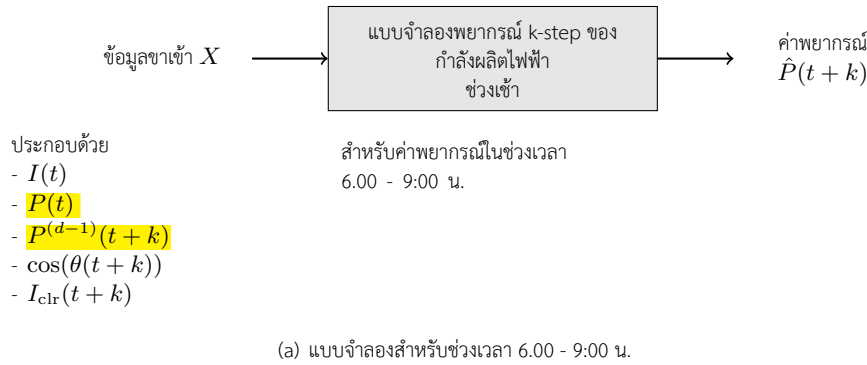 ข้อมูลขาเข้า X
แบบจำลองพยากรณ์ k-step ของ
กำลังผลิตไฟฟ้า
ช่วงเช้า
ค่าพยากรณ์
P̂(t + k)
ประกอบด้วย
- I(t)
- P(t)
- P^(d−1)(t + k)
- cos(θ(t + k))
- I_clr(t + k)
สำหรับค่าพยากรณ์ในช่วงเวลา
6.00 - 9:00 น.
(a) แบบจำลองสำหรับช่วงเวลา 6.00 - 9:00 น.